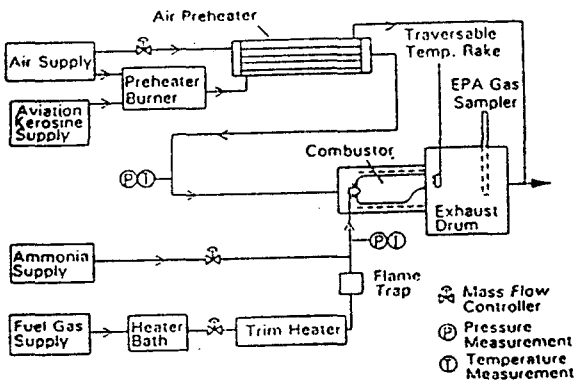 Air Preheater
Traversable
Temp. Rake
Air Supply
Preheater
Burner
EPA Gas
Sampler
Aviation
Kerosine
Supply
Combustor
P T
Exhaust
Drum
P T
Ammonia
Supply
Flame
Trap
Mass Flow
Controller
Fuel Gas
Supply
Heater
Bath
Trim Heater
P Pressure
Measurement
T Temperature
Measurement